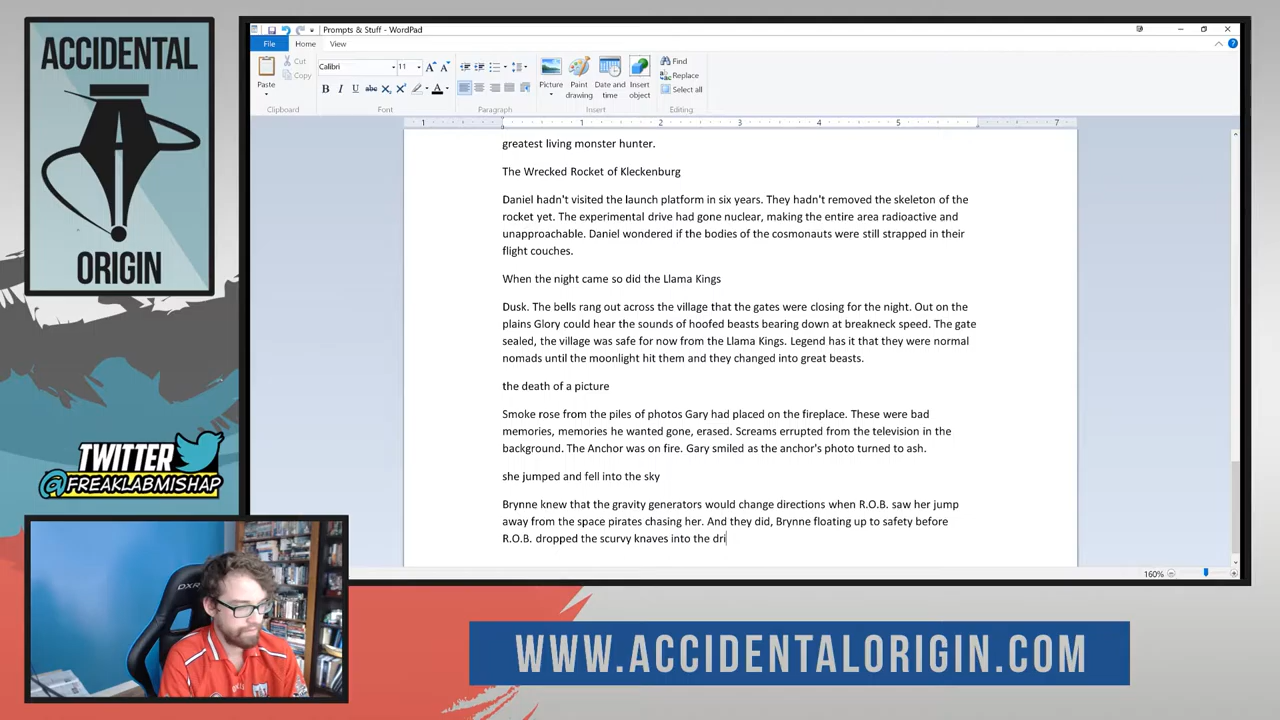 ACCIDENTAL
ORIGIN
TWITTER
@FREAKLABMISHAP
Prompts & Stuff - WordPad
File
Home
View
Paste
Cut
Copy
Clipboard
Calibri
11
Font
Paragraph
Picture
Paint drawing
Date and time
Insert object
Insert
Find
Replace
Select all
Editing
1 1 2 3 4 5 7
greatest living monster hunter.
The Wrecked Rocket of Kleckenburg
Daniel hadn't visited the launch platform in six years. They hadn't removed the skeleton of the
rocket yet. The experimental drive had gone nuclear, making the entire area radioactive and
unapproachable. Daniel wondered if the bodies of the cosmonauts were still strapped in their
flight couches.
When the night came so did the Llama Kings
Dusk. The bells rang out across the village that the gates were closing for the night. Out on the
plains Glory could hear the sounds of hoofed beasts bearing down at breakneck speed. The gate
sealed, the village was safe for now from the Llama Kings. Legend has it that they were normal
nomads until the moonlight hit them and they changed into great beasts.
the death of a picture
Smoke rose from the piles of photos Gary had placed on the fireplace. These were bad
memories, memories he wanted gone, erased. Screams errupted from the television in the
background. The Anchor was on fire. Gary smiled as the anchor's photo turned to ash.
she jumped and fell into the sky
Brynne knew that the gravity generators would change directions when R.O.B. saw her jump
away from the space pirates chasing her. And they did, Brynne floating up to safety before
R.O.B. dropped the scurvy knaves into the dri
160%
DXR
WWW.ACCIDENTALORIGIN.COM